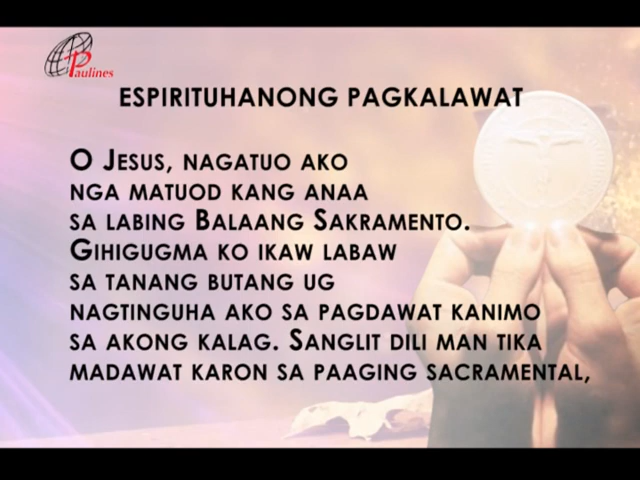 Paulines
ESPIRITUHANONG PAGKALAWAT
O JESUS, NAGATUO AKO
NGA MATUOD KANG ANAA
SA LABING BALAANG SAKRAMENTO.
GIHIGUGMA KO IKAW LABAW
SA TANANG BUTANG UG
NAGTINGUHA AKO SA PAGDAWAT KANIMO
SA AKONG KALAG. SANGLIT DILI MAN TIKA
MADAWAT KARON SA PAAGING SACRAMENTAL,